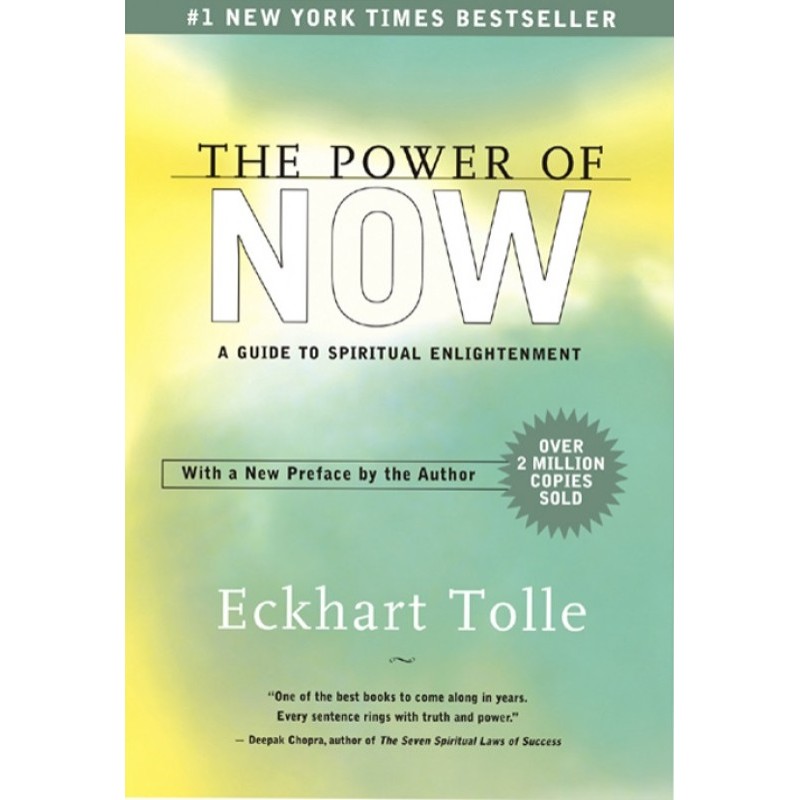 #1 NEW YORK TIMES BESTSELLER
THE POWER OF
NOW
A GUIDE TO SPIRITUAL ENLIGHTENMENT
With a New Preface by the Author
OVER
2 MILLION
COPIES
SOLD
Eckhart Tolle
“One of the best books to come along in years.
Every sentence rings with truth and power.”
— Deepak Chopra, author of The Seven Spiritual Laws of Success